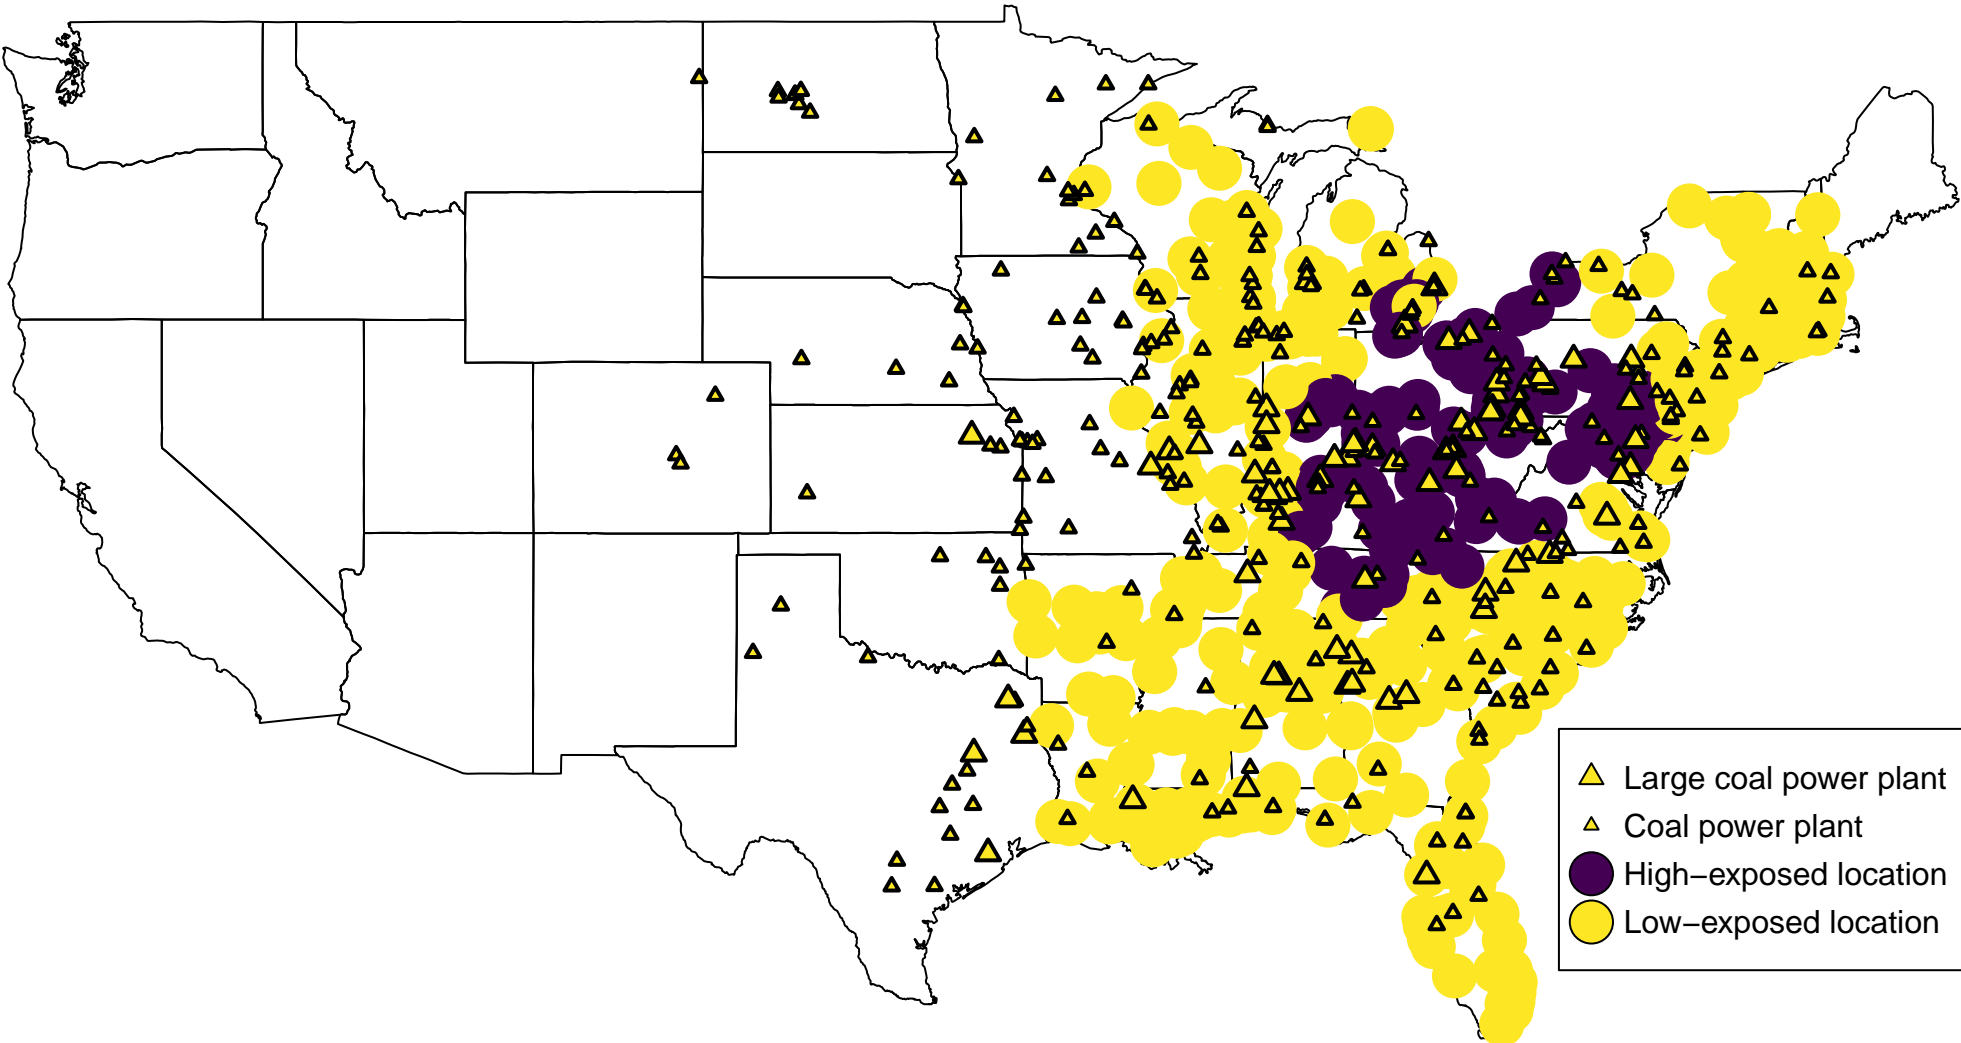 Large coal power plant
Coal power plant
High−exposed location
Low−exposed location